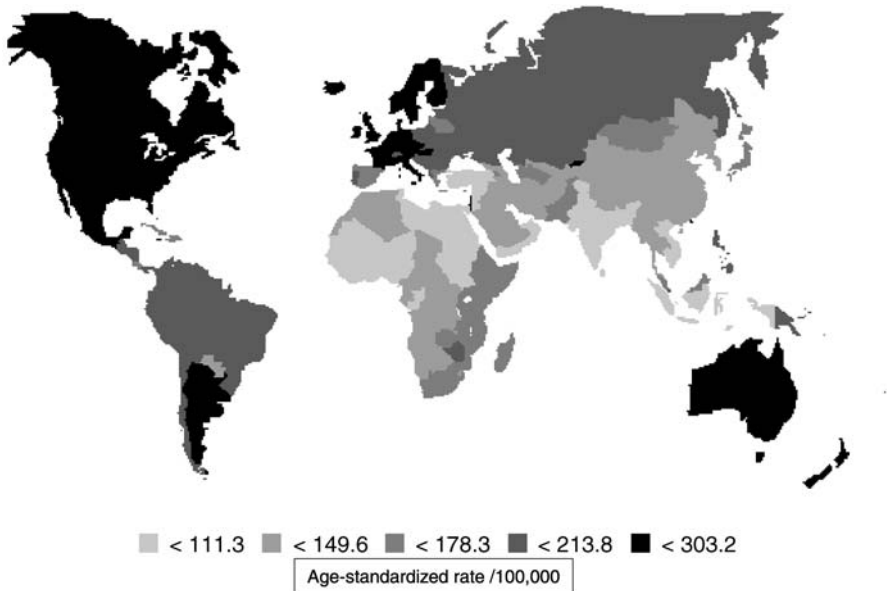 < 111.3 < 149.6 < 178.3 < 213.8 < 303.2
Age-standardized rate /100,000